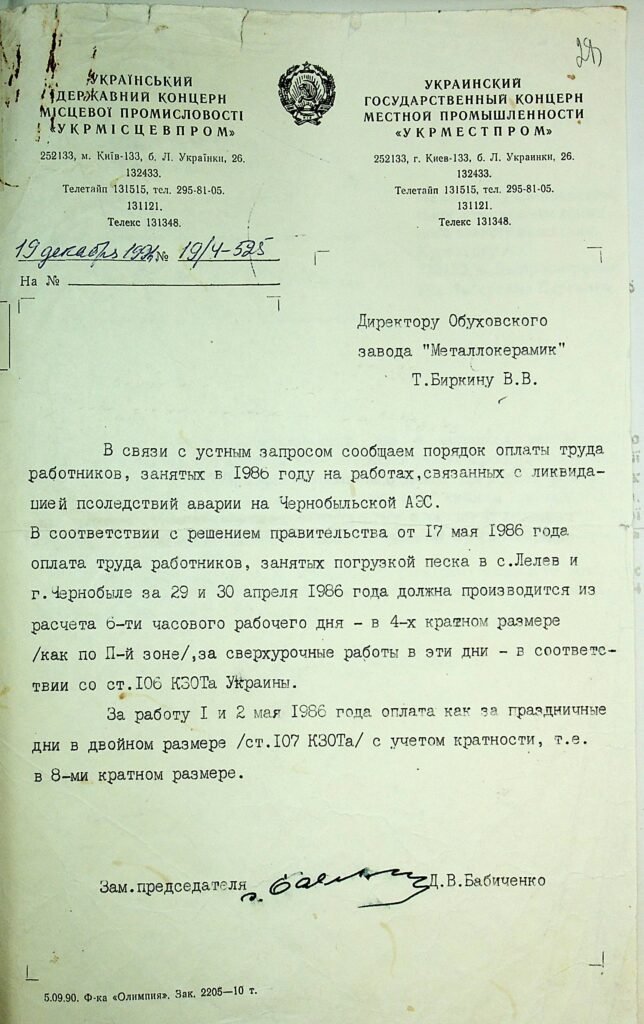 29
УКРАЇНСЬКИЙ
ДЕРЖАВНИЙ КОНЦЕРН
МІСЦЕВОЇ ПРОМИСЛОВОСТІ
«УКРМІСЦЕВПРОМ»
252133, м. Київ-133, б. Л. Українки, 26.
132433.
Телетайп 131515, тел. 295-81-05.
131121.
Телекс 131348.
УКРАИНСКИЙ
ГОСУДАРСТВЕННЫЙ КОНЦЕРН
МЕСТНОЙ ПРОМЫШЛЕННОСТИ
«УКРМЕСТПРОМ»
252133, г. Киев-133, б. Л. Украинки, 26.
132433.
Телетайп 131515, тел. 295-81-05.
131121.
Телекс 131348.
19 декабря № 19/4-525
На №
Директору Обуховского
завода "Металлокерамик"
Т.Биркину В.В.
В связи с устным запросом сообщаем порядок оплаты труда
работников, занятых в 1986 году на работах,связанных с ликвида-
цией псоледствий аварии на Чернобыльской АЭС.
В соответствии с решением правительства от 17 мая 1986 года
оплата труда работников, занятых погрузкой песка в с.Лелев и
г.Чернобыле за 29 и 30 апреля 1986 года должна производится из
расчета 6-ти часового рабочего дня - в 4-х кратном размере
/как по П-й зоне/,за сверхурочные работы в эти дни - в соответс-
твии со ст.106 КЗОТа Украины.
За работу I и 2 мая 1986 года оплата как за праздничные
дни в двойном размере /ст.107 КЗОТа/ с учетом кратности, т.е.
в 8-ми кратном размере.
Зам.председателя Д.В.Бабиченко
5.09.90. Ф-ка «Олимпия», Зак. 2205—10 т.